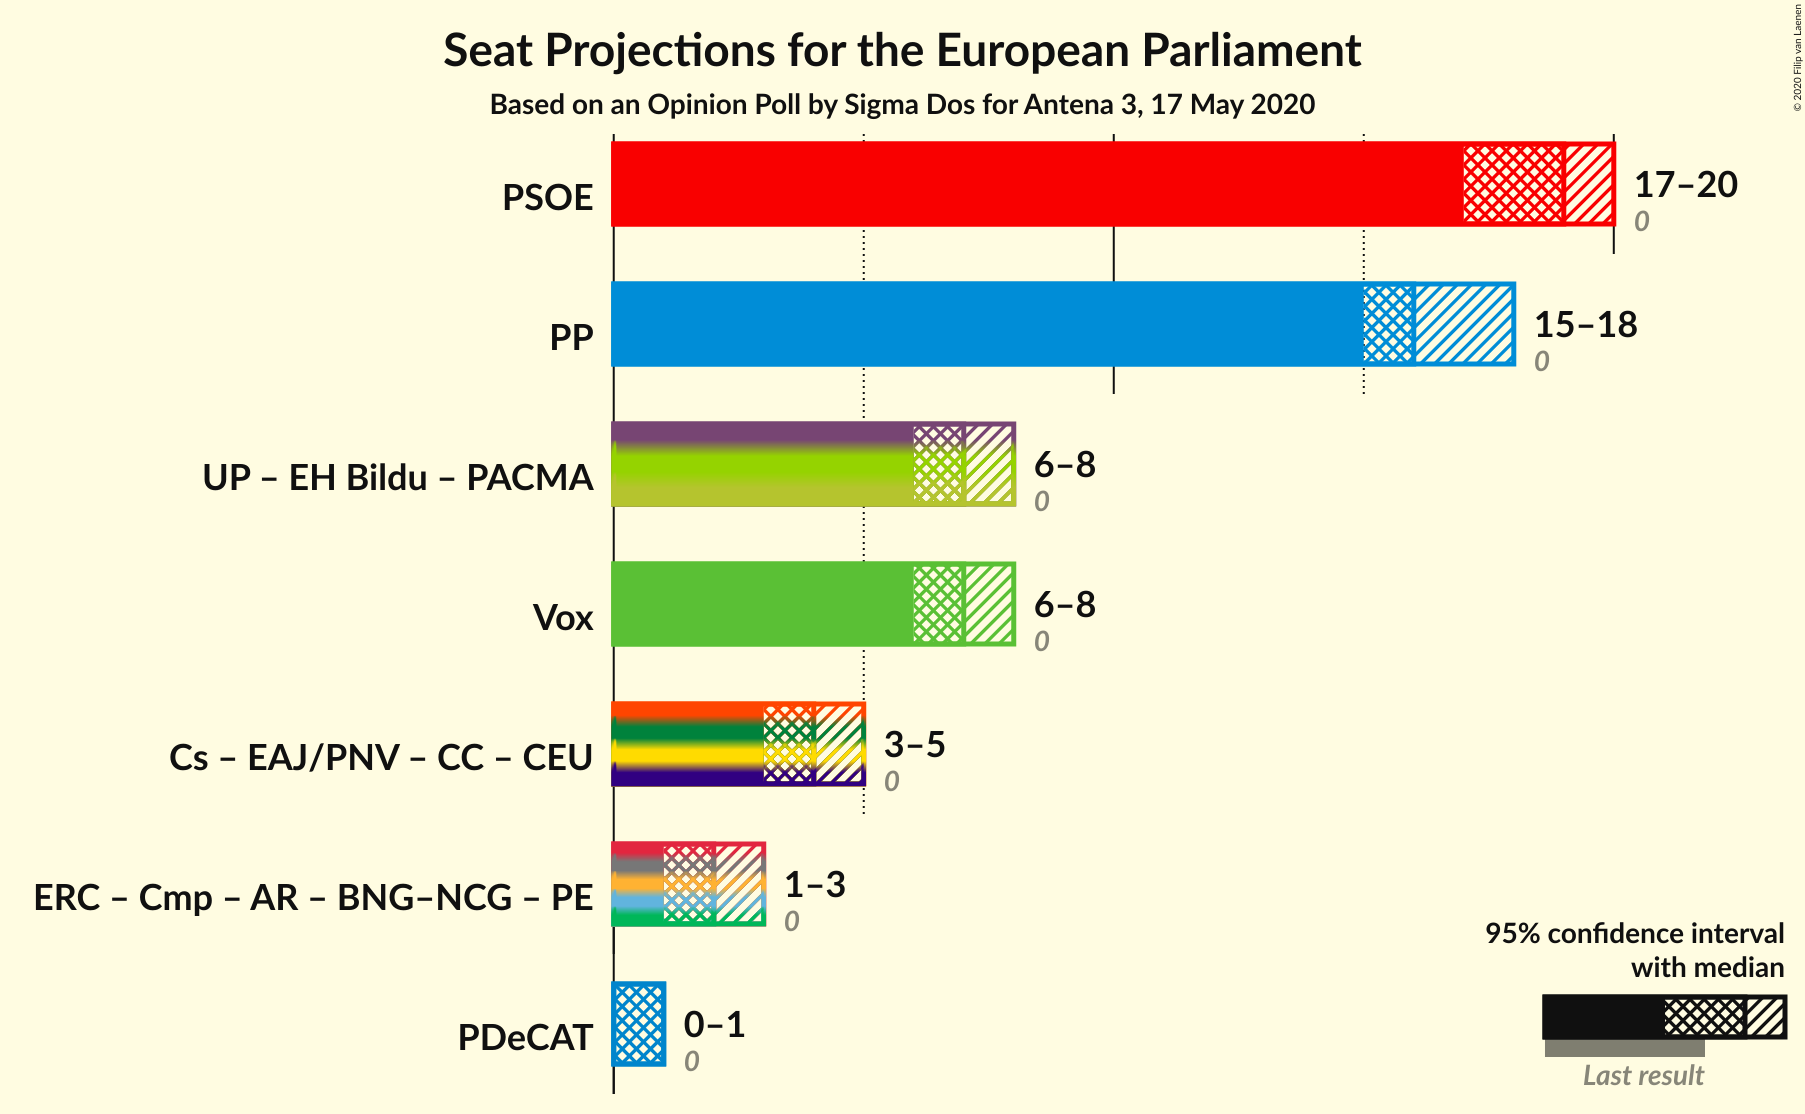 Seat Projections for the European Parliament
Based on an Opinion Poll by Sigma Dos for Antena 3, 17 May 2020
© 2020 Filip van Laenen
PSOE
17–20
0
PP
15–18
0
UP – EH Bildu – PACMA
6–8
0
Vox
6–8
0
Cs – EAJ/PNV – CC – CEU
3–5
0
ERC – Cmp – AR – BNG–NCG – PE
1–3
0
PDeCAT
0–1
0
95% confidence interval
with median
Last result